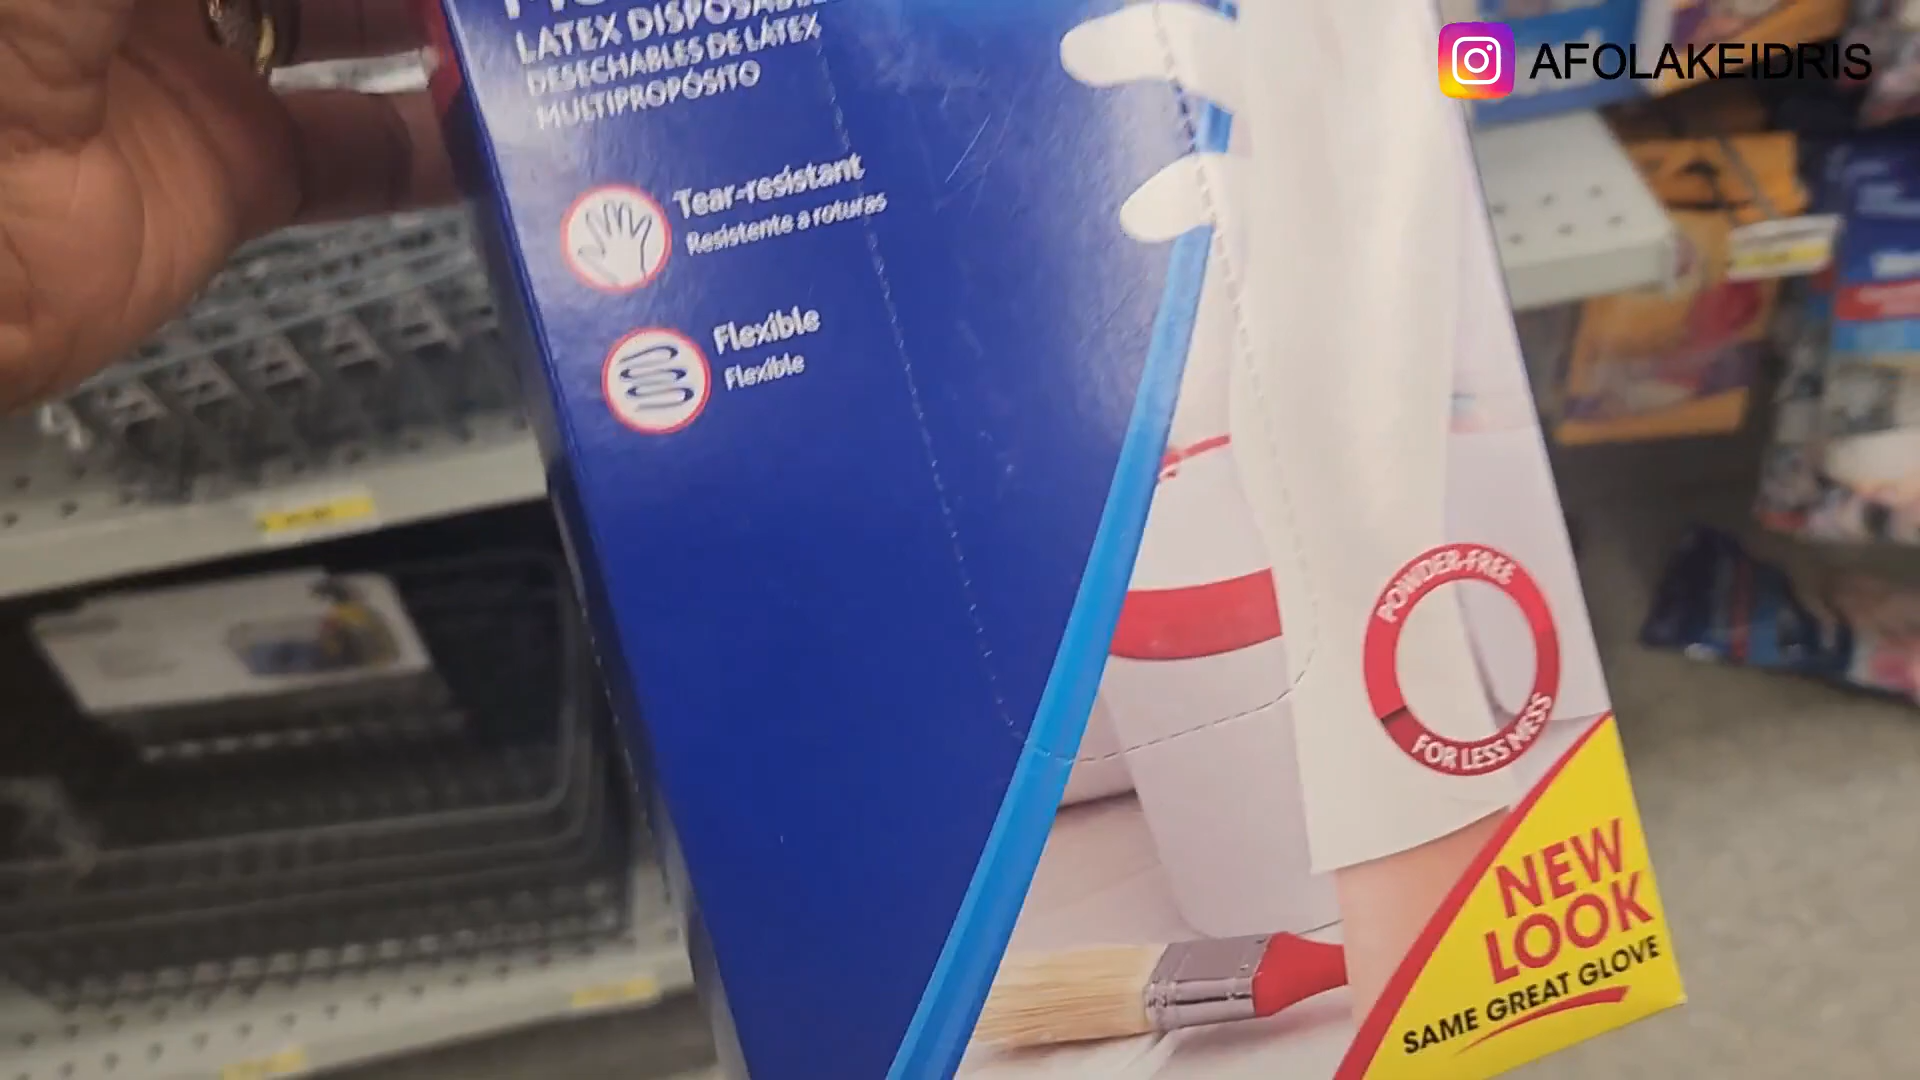 AFOLAKEIDRIS
LATEX
DESECHABLES DE LÁTEX
MULTIPROPÓSITO
Tear-resistant
Resistente a roturas
Flexible
Flexible
POWDER-FREE
FOR LESS MESS
NEW
LOOK
SAME GREAT GLOVE